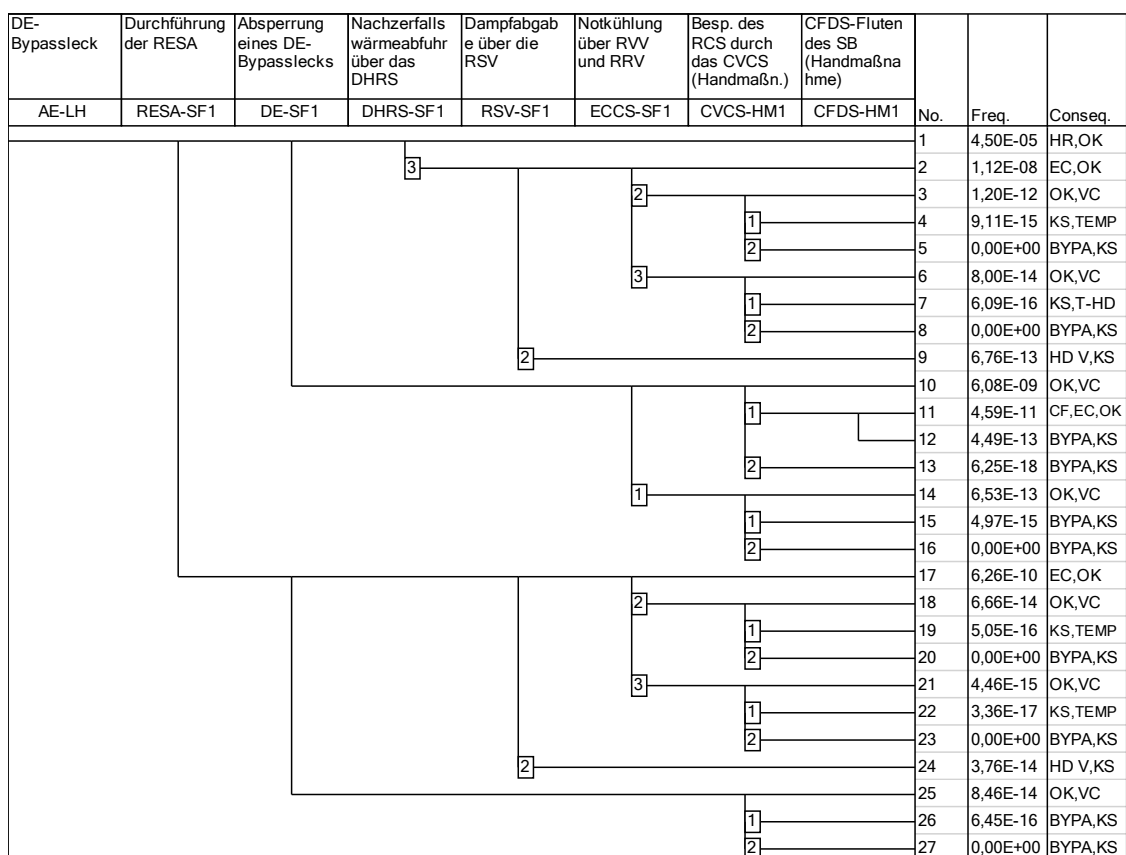 DE-
Bypassleck
Durchführung
der RESA
Absperrung
eines DE-
Bypasslecks
Nachzerfalls
wärmeabfuhr
über das
DHRS
Dampfabgab
e über die
RSV
Notkühlung
über RVV
und RRV
Besp. des
RCS durch
das CVCS
(Handmaßn.)
CFDS-Fluten
des SB
(Handmaßna
hme)
AE-LH RESA-SF1 DE-SF1 DHRS-SF1 RSV-SF1 ECCS-SF1 CVCS-HM1 CFDS-HM1 No. Freq. Conseq.
1 4,50E-05 HR,OK
3 2 1,12E-08 EC,OK
2 3 1,20E-12 OK,VC
1 4 9,11E-15 KS,TEMP
2 5 0,00E+00 BYPA,KS
3 6 8,00E-14 OK,VC
1 7 6,09E-16 KS,T-HD
2 8 0,00E+00 BYPA,KS
2 9 6,76E-13 HD V,KS
10 6,08E-09 OK,VC
1 11 4,59E-11 CF,EC,OK
12 4,49E-13 BYPA,KS
2 13 6,25E-18 BYPA,KS
1 14 6,53E-13 OK,VC
1 15 4,97E-15 BYPA,KS
2 16 0,00E+00 BYPA,KS
17 6,26E-10 EC,OK
2 18 6,66E-14 OK,VC
1 19 5,05E-16 KS,TEMP
2 20 0,00E+00 BYPA,KS
3 21 4,46E-15 OK,VC
1 22 3,36E-17 KS,TEMP
2 23 0,00E+00 BYPA,KS
2 24 3,76E-14 HD V,KS
25 8,46E-14 OK,VC
1 26 6,45E-16 BYPA,KS
2 27 0,00E+00 BYPA,KS